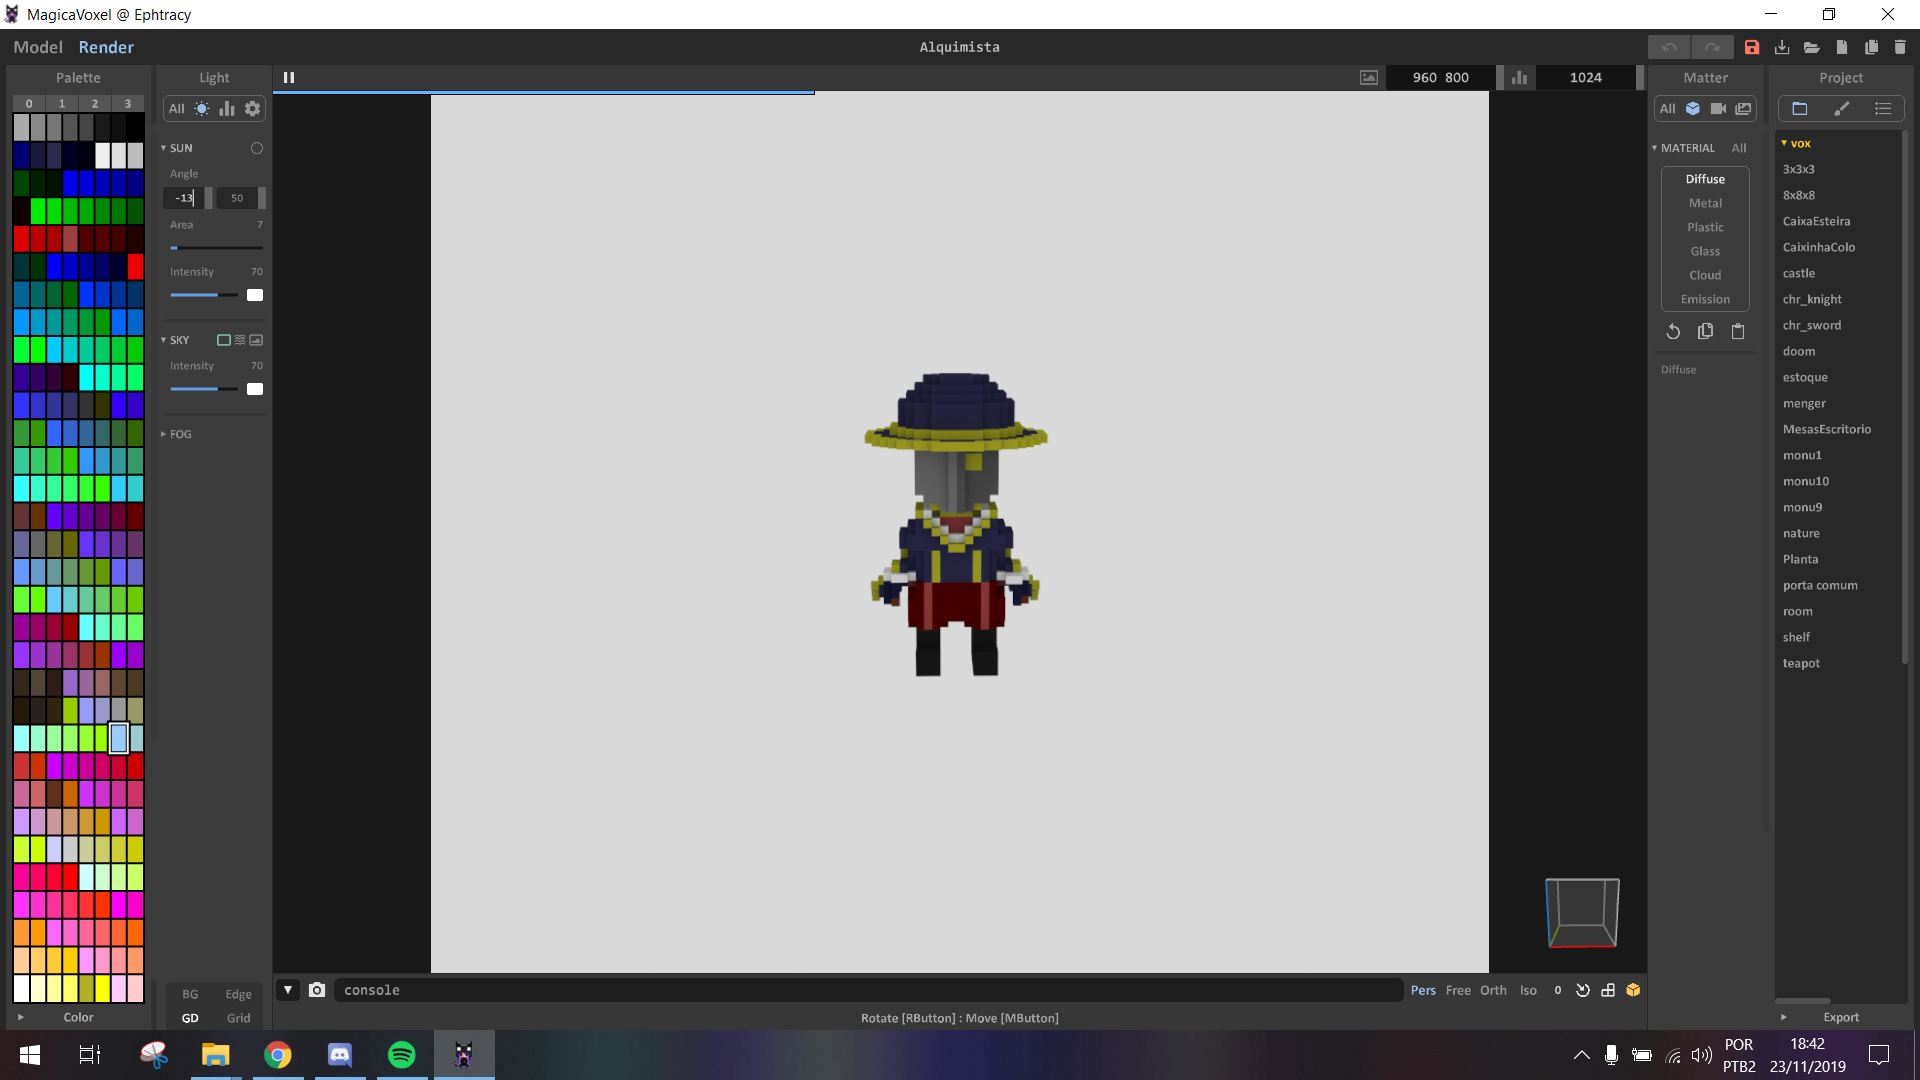 MagicaVoxel @ Ephtracy
Model Render
Alquimista
Palette
0 1 2 3
Color
Light
All
SUN
Angle
-13 50
Area 7
Intensity 70
SKY
Intensity 70
FOG
BG Edge
GD Grid
960 800
1024
console
Pers Free Orth Iso 0
Rotate [RButton] : Move [MButton]
Matter
All
MATERIAL All
Diffuse
Metal
Plastic
Glass
Cloud
Emission
Diffuse
Project
vox
3x3x3
8x8x8
CaixaEsteira
CaixinhaColo
castle
chr_knight
chr_sword
doom
estoque
menger
MesasEscritorio
monu1
monu10
monu9
nature
Planta
porta comum
room
shelf
teapot
Export
POR
PTB2
18:42
23/11/2019